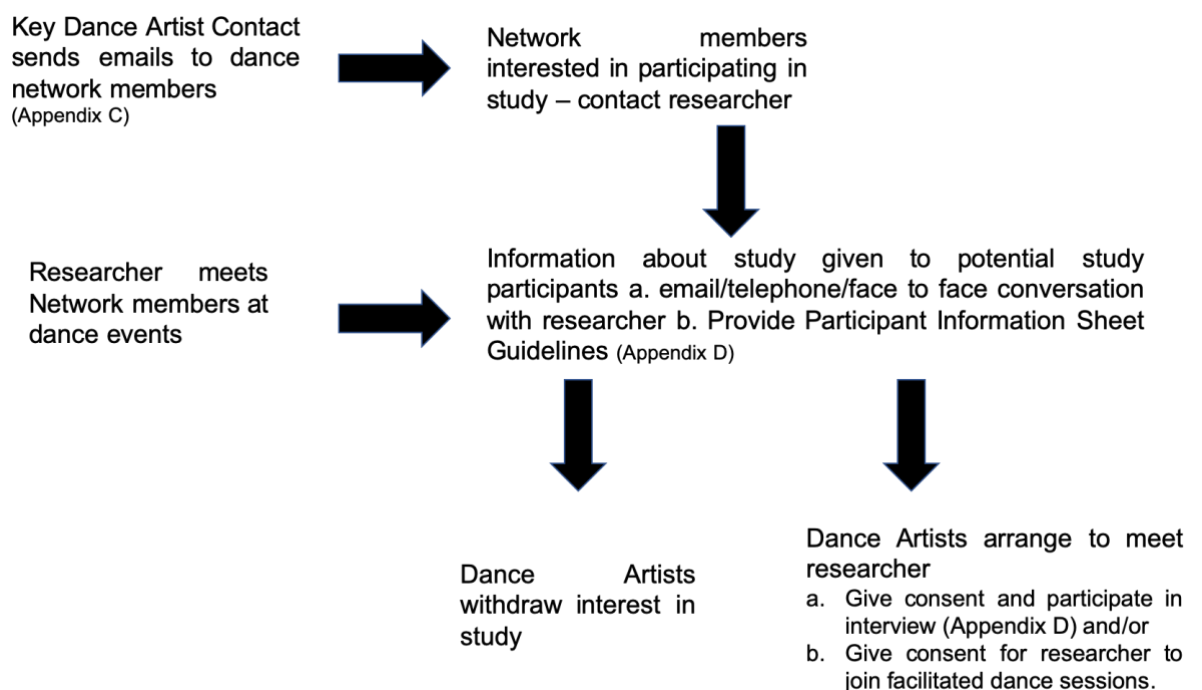 Key Dance Artist Contact
sends emails to dance
network members
(Appendix C)
Network members
interested in participating in
study – contact researcher
Researcher meets
Network members at
dance events
Information about study given to potential study
participants a. email/telephone/face to face conversation
with researcher b. Provide Participant Information Sheet
Guidelines (Appendix D)
Dance Artists
withdraw interest in
study
Dance Artists arrange to meet
researcher
a. Give consent and participate in
interview (Appendix D) and/or
b. Give consent for researcher to
join facilitated dance sessions.